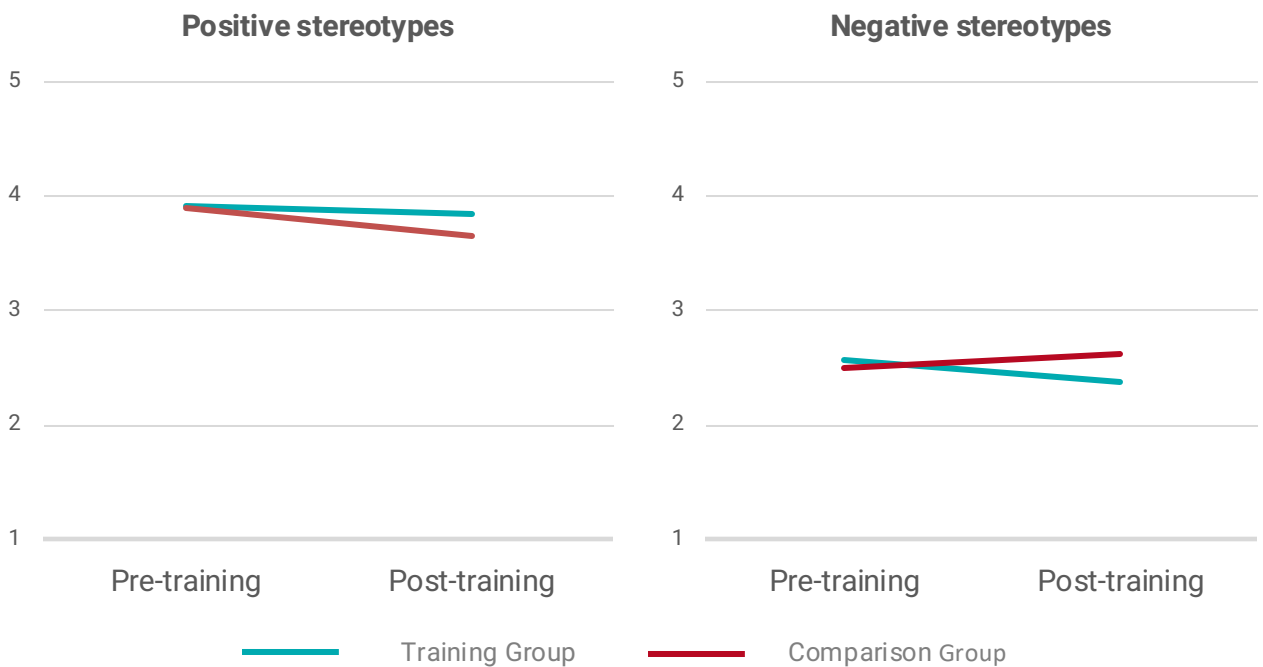 Positive stereotypes
5
4
3
2
1
Pre-training Post-training
Negative stereotypes
5
4
3
2
1
Pre-training Post-training
Training Group Comparison Group